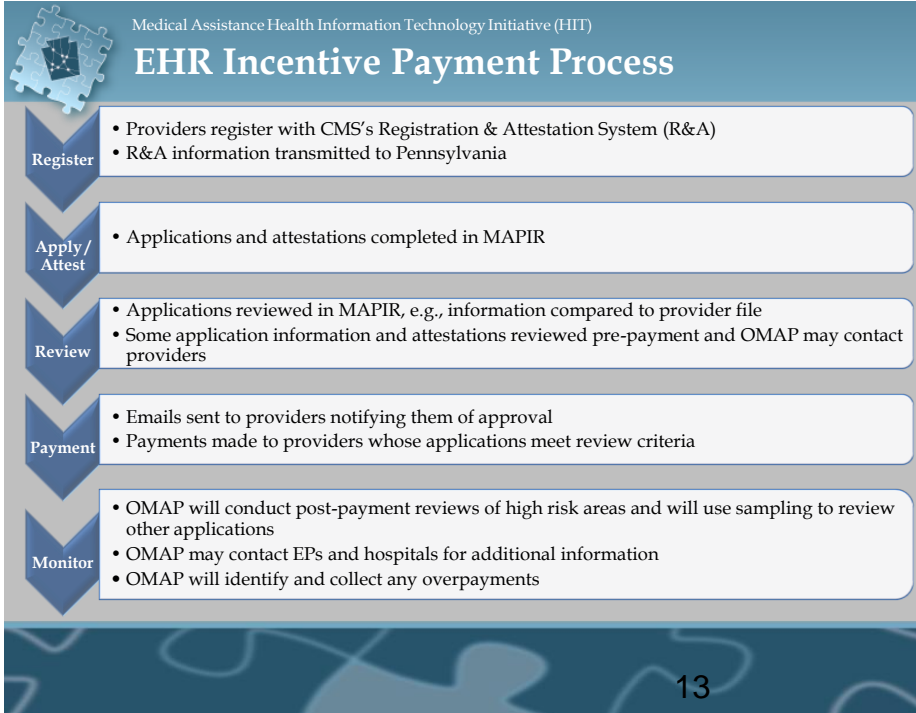 Medical Assistance Health Information Technology Initiative (HIT)
EHR Incentive Payment Process
Register
• Providers register with CMS's Registration & Attestation System (R&A)
• R&A information transmitted to Pennsylvania
Apply/
Attest
• Applications and attestations completed in MAPIR
Review
• Applications reviewed in MAPIR, e.g., information compared to provider file
• Some application information and attestations reviewed pre-payment and OMAP may contact
providers
Payment
• Emails sent to providers notifying them of approval
• Payments made to providers whose applications meet review criteria
Monitor
• OMAP will conduct post-payment reviews of high risk areas and will use sampling to review
other applications
• OMAP may contact EPs and hospitals for additional information
• OMAP will identify and collect any overpayments
13